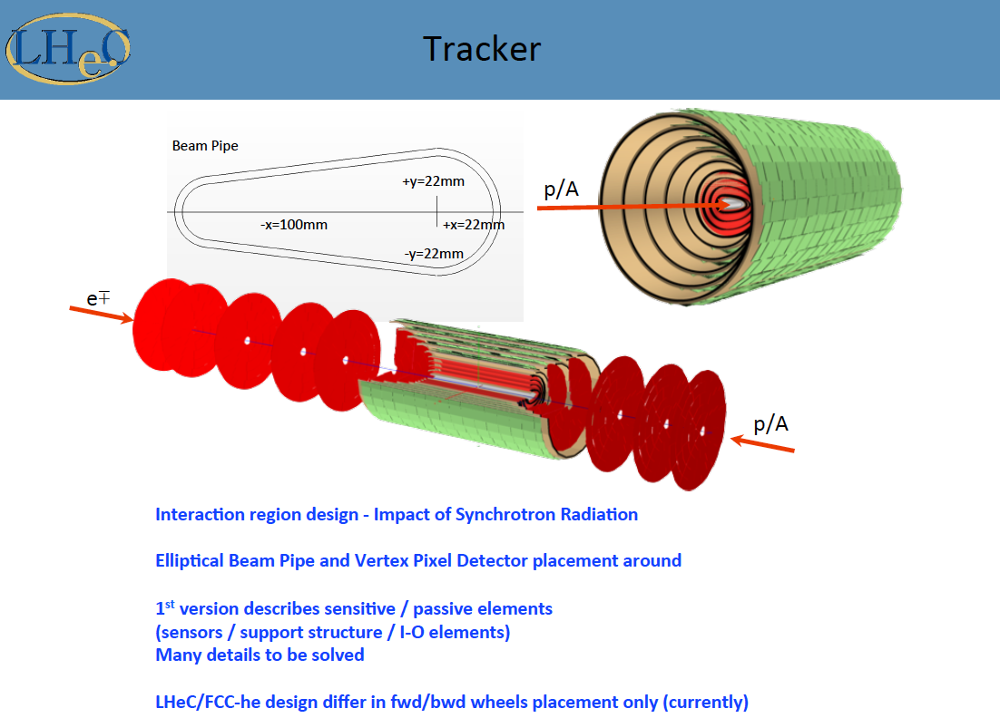 LHeC
Tracker
Beam Pipe
+y=22mm
-x=100mm
+x=22mm
-y=22mm
p/A
e∓
p/A
Interaction region design - Impact of Synchrotron Radiation
Elliptical Beam Pipe and Vertex Pixel Detector placement around
1st version describes sensitive / passive elements
(sensors / support structure / I-O elements)
Many details to be solved
LHeC/FCC-he design differ in fwd/bwd wheels placement only (currently)